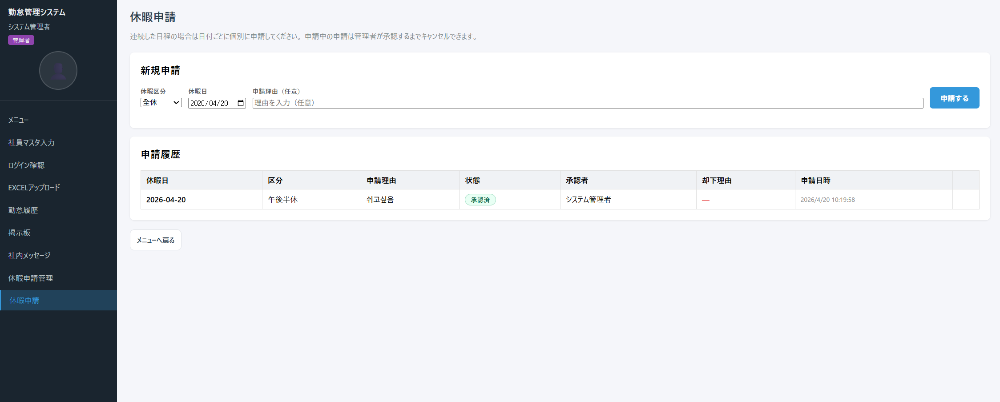 勤怠管理システム
システム管理者
管理者
メニュー
社員マスタ入力
ログイン確認
EXCELアップロード
勤怠履歴
掲示板
社内メッセージ
休暇申請管理
休暇申請
休暇申請
連続した日程の場合は日付ごとに個別に申請してください。申請中の申請は管理者が承認するまでキャンセルできます。
新規申請
休暇区分 休暇日 申請理由（任意）
全休 2026/04/20 理由を入力（任意） 申請する
申請履歴
休暇日 区分 申請理由 状態 承認者 却下理由 申請日時
2026-04-20 午後半休 쉬고싶음 承認済 システム管理者 — 2026/4/20 10:19:58
メニューへ戻る